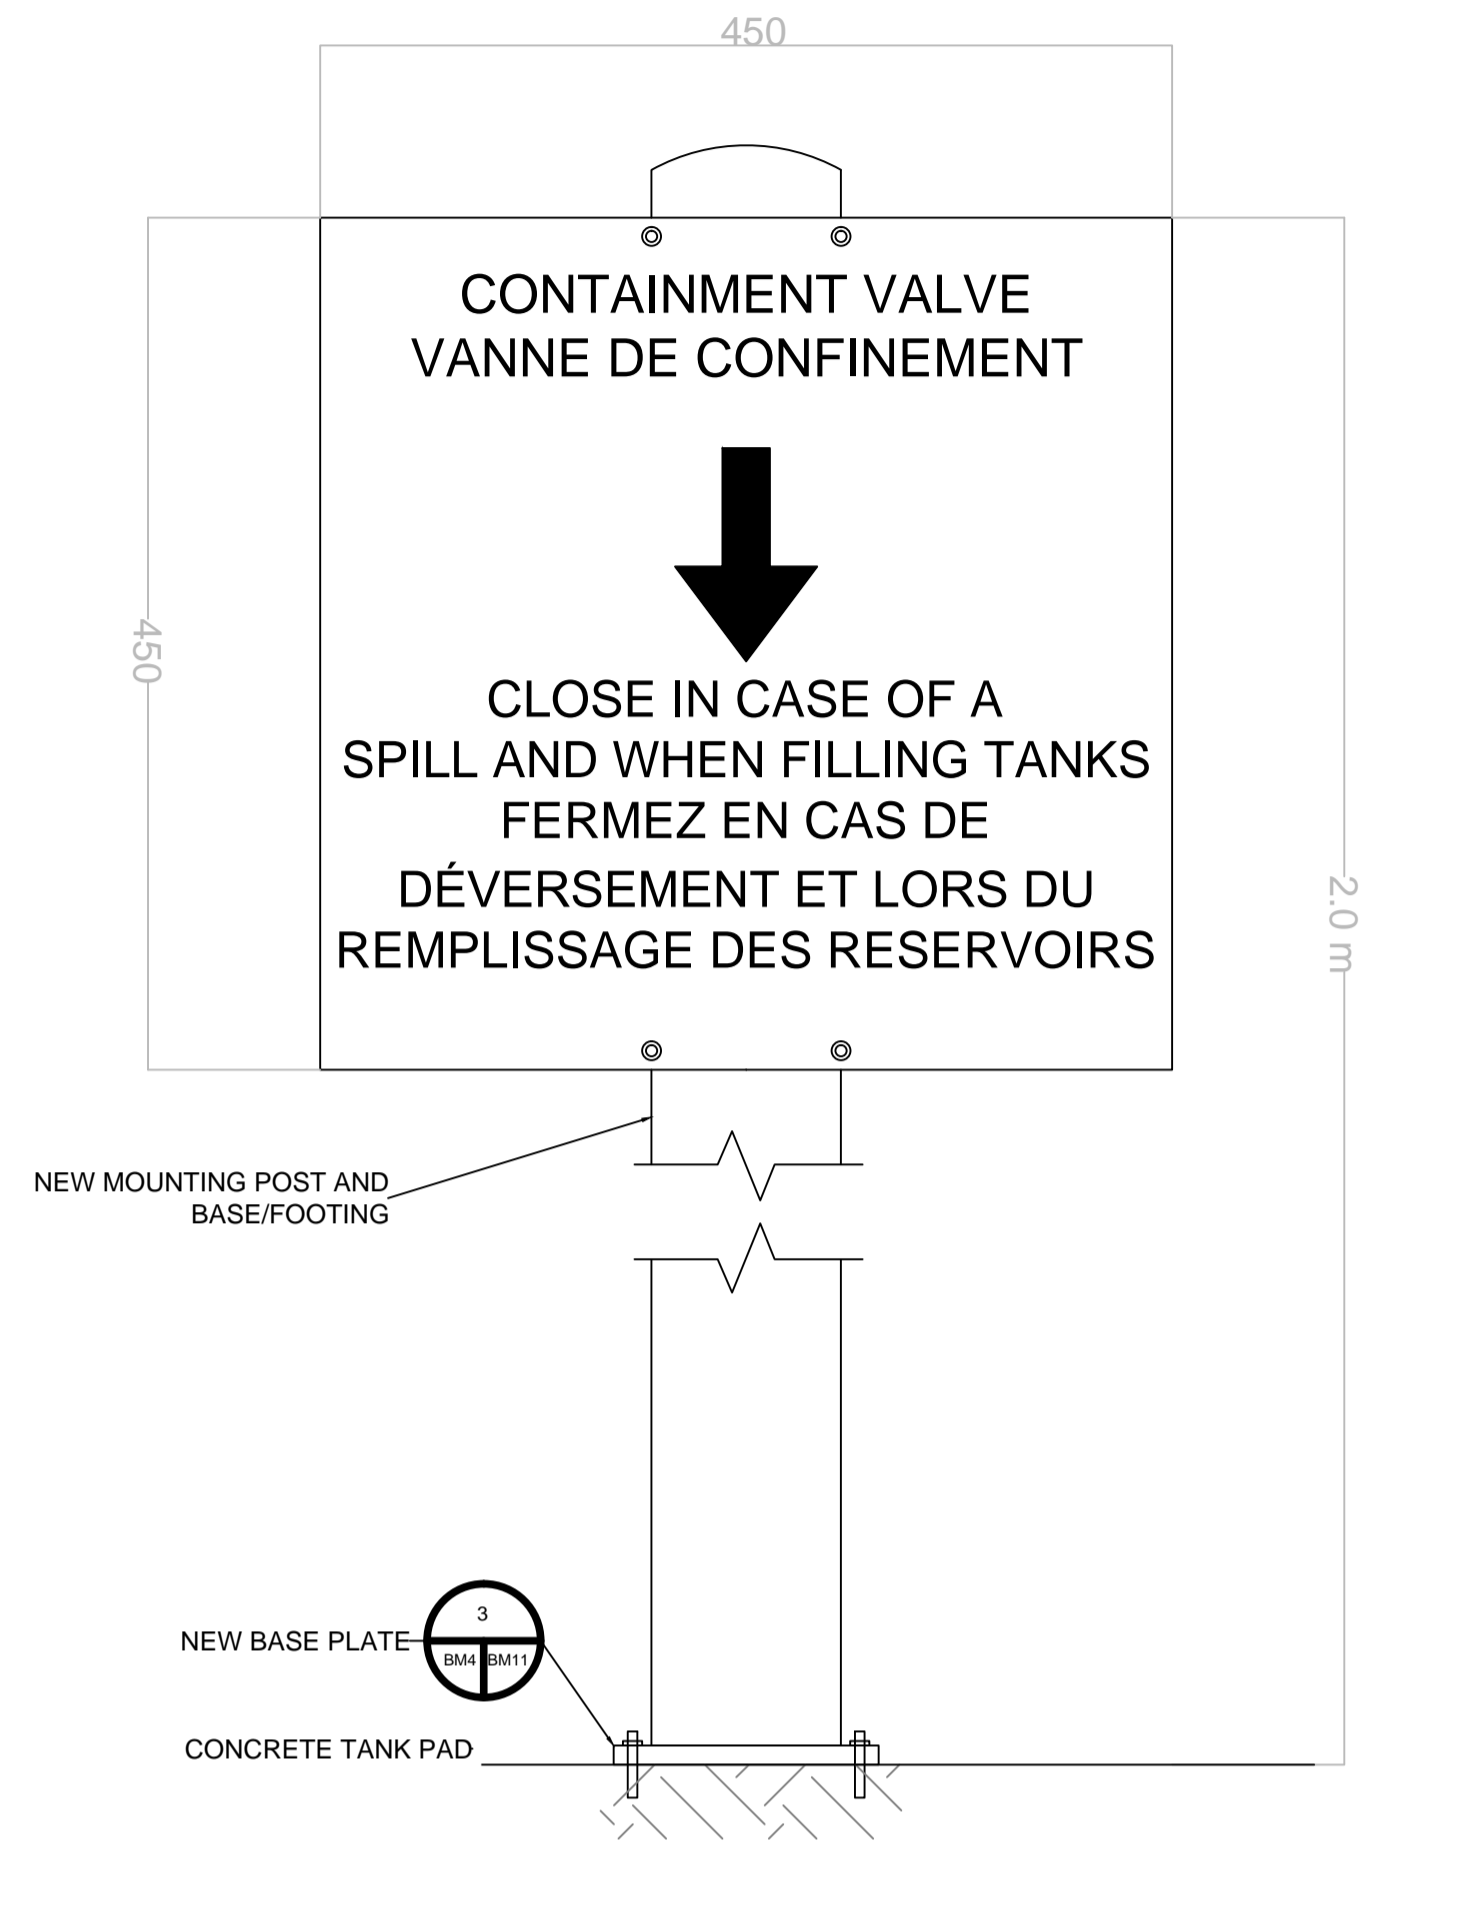 450
CONTAINMENT VALVE
VANNE DE CONFINEMENT
450
CLOSE IN CASE OF A
SPILL AND WHEN FILLING TANKS
FERMEZ EN CAS DE
DÉVERSEMENT ET LORS DU
REMPLISSAGE DES RESERVOIRS
2.0 m
NEW MOUNTING POST AND
BASE/FOOTING
3
NEW BASE PLATE
BM4 BM11
CONCRETE TANK PAD